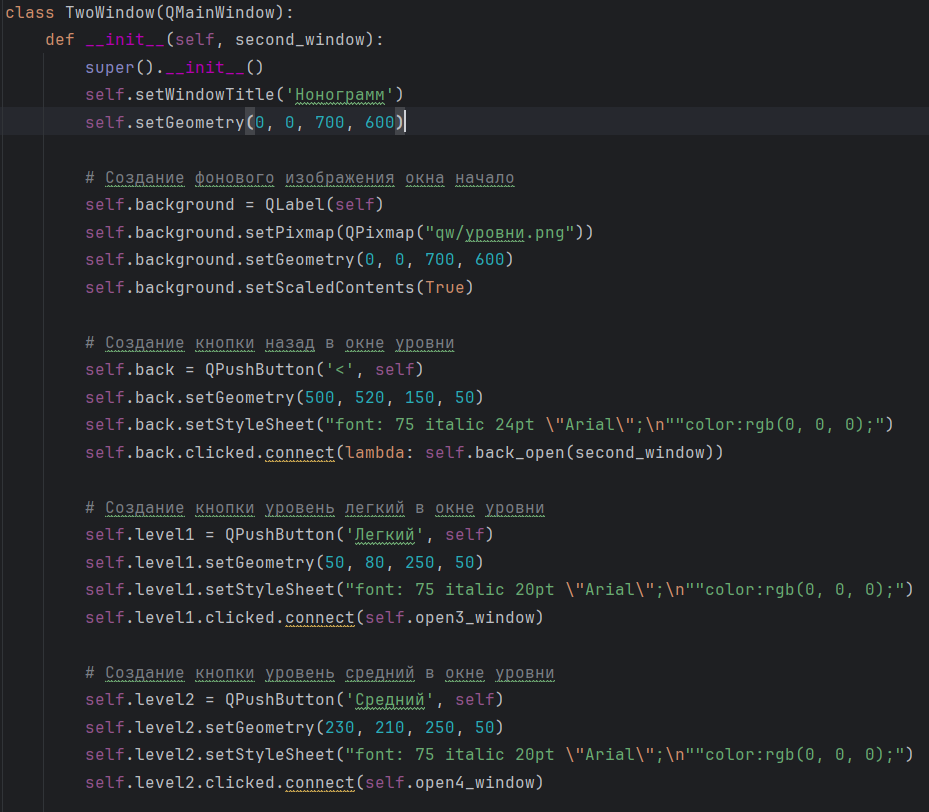 class TwoWindow(QMainWindow):
    def __init__(self, second_window):
        super().__init__()
        self.setWindowTitle('Нонограмм')
        self.setGeometry(0, 0, 700, 600)

        # Создание фонового изображения окна начало
        self.background = QLabel(self)
        self.background.setPixmap(QPixmap("qw/уровни.png"))
        self.background.setGeometry(0, 0, 700, 600)
        self.background.setScaledContents(True)

        # Создание кнопки назад в окне уровни
        self.back = QPushButton('<', self)
        self.back.setGeometry(500, 520, 150, 50)
        self.back.setStyleSheet("font: 75 italic 24pt \"Arial\";\n""color:rgb(0, 0, 0);")
        self.back.clicked.connect(lambda: self.back_open(second_window))

        # Создание кнопки уровень легкий в окне уровни
        self.level1 = QPushButton('Легкий', self)
        self.level1.setGeometry(50, 80, 250, 50)
        self.level1.setStyleSheet("font: 75 italic 20pt \"Arial\";\n""color:rgb(0, 0, 0);")
        self.level1.clicked.connect(self.open3_window)

        # Создание кнопки уровень средний в окне уровни
        self.level2 = QPushButton('Средний', self)
        self.level2.setGeometry(230, 210, 250, 50)
        self.level2.setStyleSheet("font: 75 italic 20pt \"Arial\";\n""color:rgb(0, 0, 0);")
        self.level2.clicked.connect(self.open4_window)